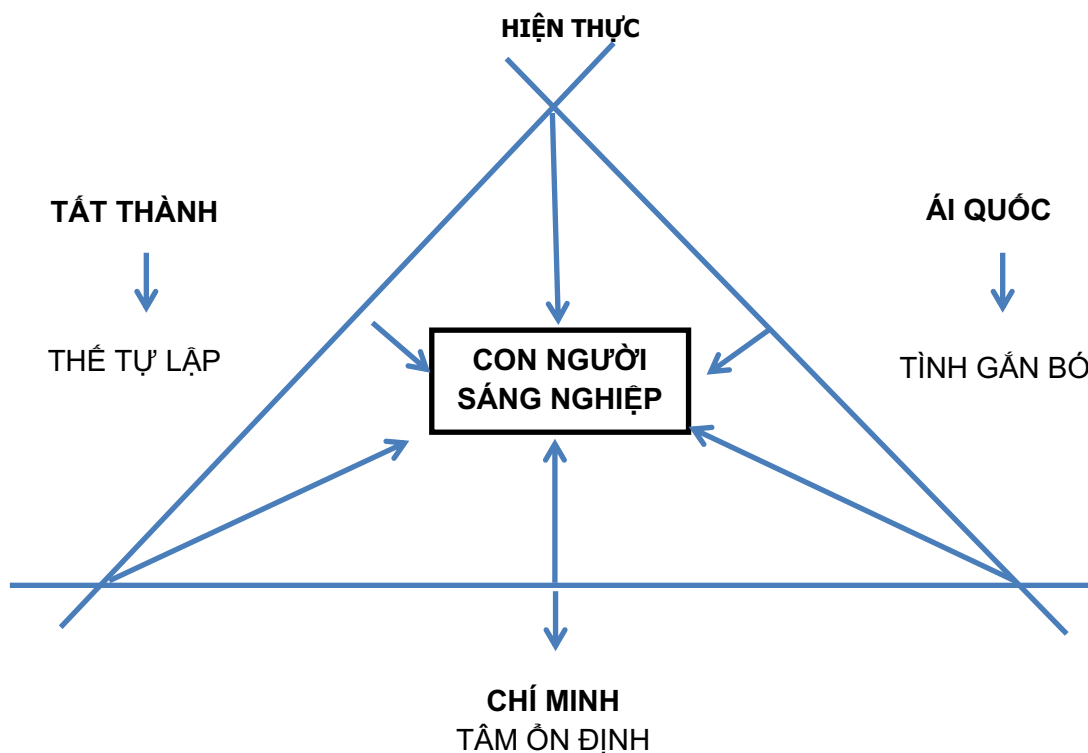 HIỆN THỰC
TẤT THÀNH
ÁI QUỐC
THẾ TỰ LẬP
CON NGƯỜI
SÁNG NGHIỆP
TÌNH GẮN BÓ
CHÍ MINH
TÂM ỔN ĐỊNH